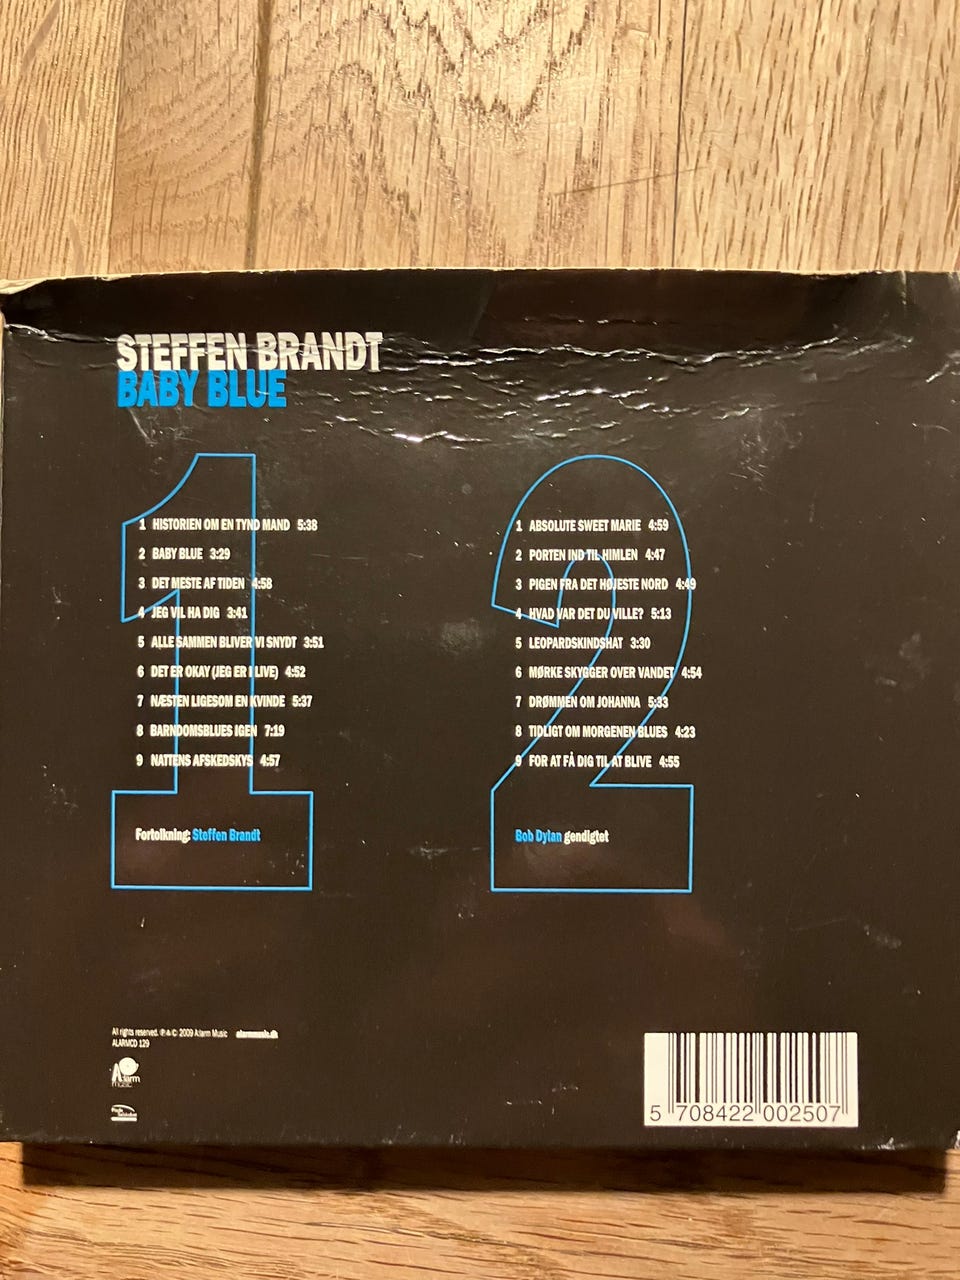 STEFFEN BRANDT
BABY BLUE
1 HISTORIEN OM EN TYND MAND 5:38
2 BABY BLUE 3:29
3 DET MESTE AF TIDEN 4:58
4 JEG VIL HA DIG 3:41
5 ALLE SAMMEN BLIVER VI SNYDT 3:51
6 DET ER OKAY (JEG ER I LIVE) 4:52
7 NÆSTEN LIGESOM EN KVINDE 5:37
8 BARNDOMSBLUES IGEN 7:19
9 NATTENS AFSKEDSKYS 4:57
Fortolkning: Steffen Brandt
1 ABSOLUTE SWEET MARIE 4:59
2 PORTEN IND TIL HIMLEN 4:47
3 PIGEN FRA DET HØJESTE NORD 4:49
4 HVAD VAR DET DU VILLE? 5:13
5 LEOPARDSKINDSHAT 3:30
6 MØRKE SKYGGER OVER VANDET 4:54
7 DRØMMEN OM JOHANNA 5:33
8 TIDLIGT OM MORGENEN BLUES 4:23
9 FOR AT FÅ DIG TIL AT BLIVE 4:55
Bob Dylan gendigtet
All rights reserved. ℗ & © 2009 Alarm Music alarmmusic.dk
ALARMCD 129
Alarm
music
5 708422 002507